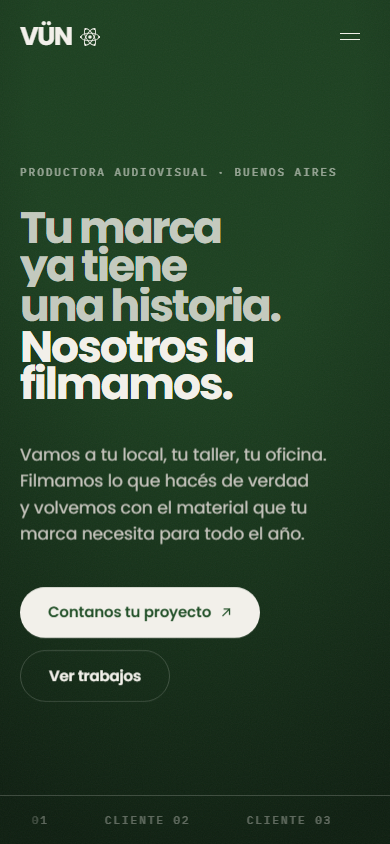 VÜN
PRODUCTORA AUDIOVISUAL · BUENOS AIRES
Tu marca
ya tiene
una historia.
Nosotros la
filmamos.
Vamos a tu local, tu taller, tu oficina.
Filmamos lo que hacés de verdad
y volvemos con el material que tu
marca necesita para todo el año.
Contanos tu proyecto ↗
Ver trabajos
01 CLIENTE 02 CLIENTE 03